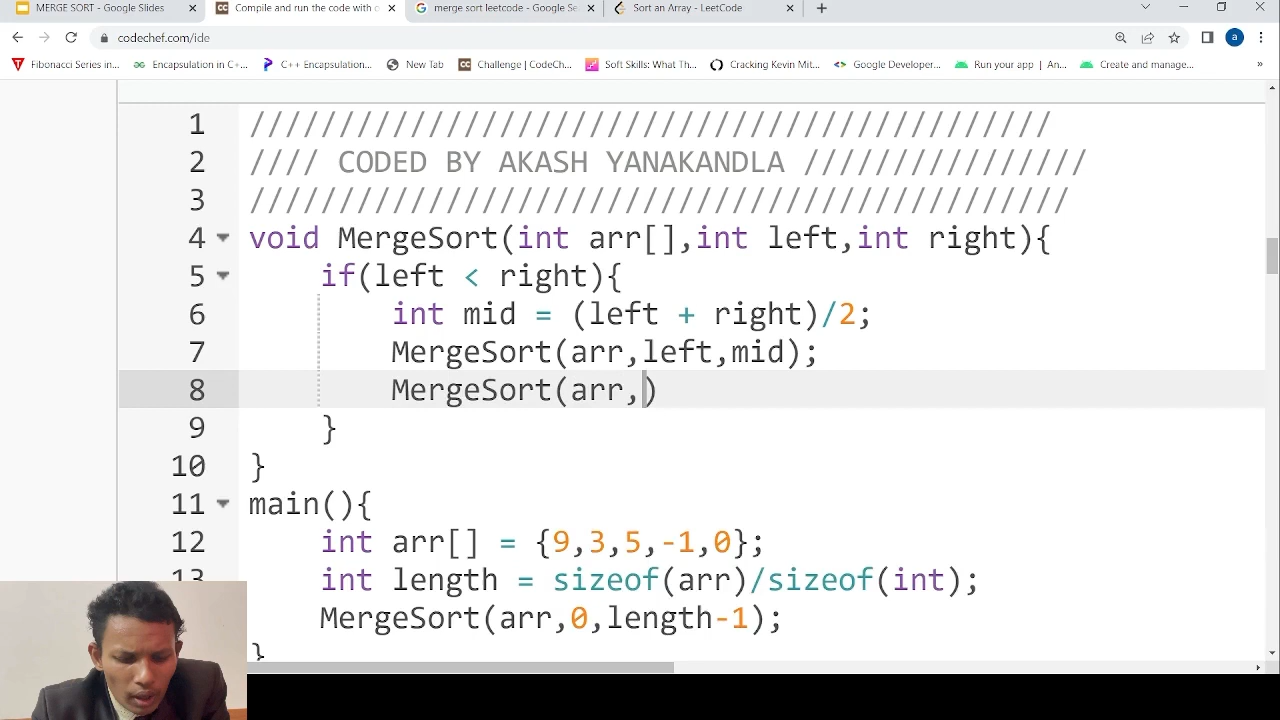 MERGE SORT - Google Slides
Compile and run the code with o
merge sort leetcode - Google Se
Sort an Array - LeetCode
codechef.com/ide
a
Fibonacci Series in...
Encapsulation in C+...
C++ Encapsulation...
New Tab
Challenge | CodeCh...
Soft Skills: What Th...
Cracking Kevin Mit...
Google Developer...
Run your app | An...
Create and manage...
»
1 /////////////////////////////////////////////
2 //// CODED BY AKASH YANAKANDLA ////////////////
3 //////////////////////////////////////////////
4 void MergeSort(int arr[],int left,int right){
5 if(left < right){
6 int mid = (left + right)/2;
7 MergeSort(arr,left,mid);
8 MergeSort(arr,)
9 }
10 }
11 main(){
12 int arr[] = {9,3,5,-1,0};
13 int length = sizeof(arr)/sizeof(int);
MergeSort(arr,0,length-1);
}